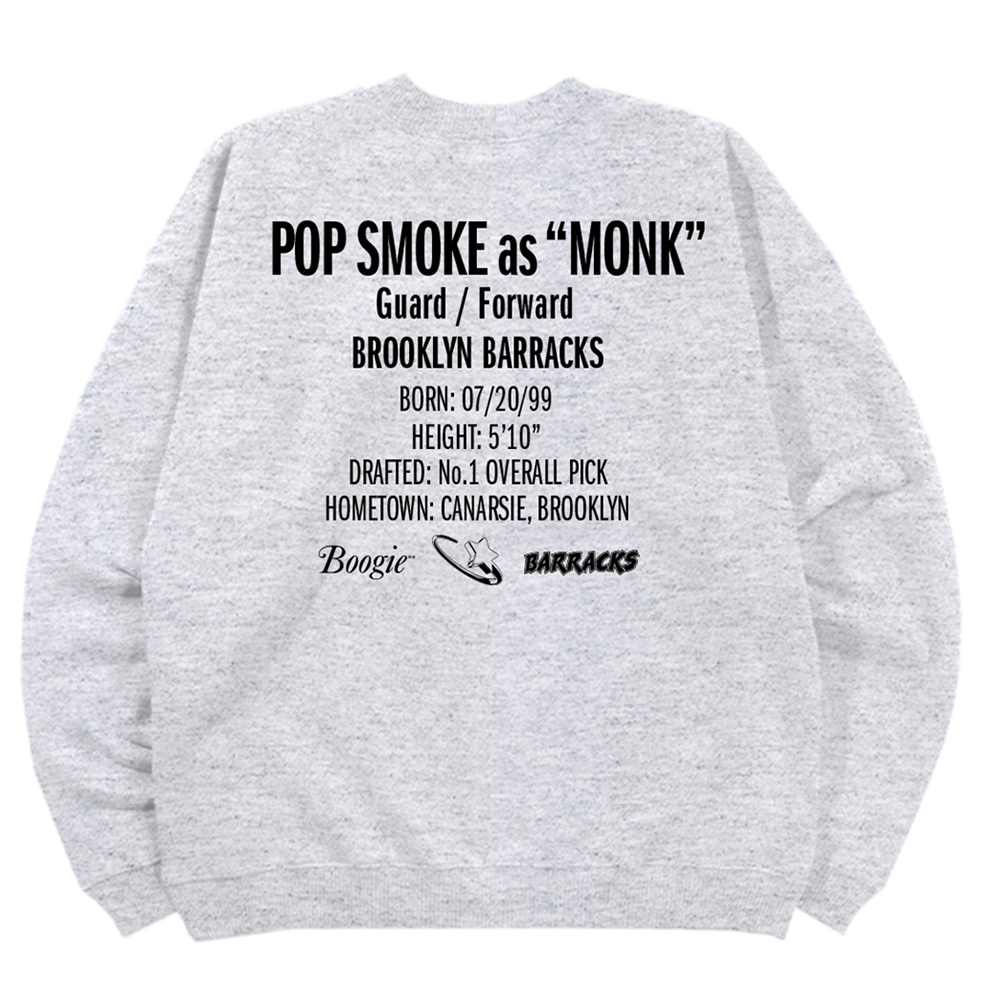 POP SMOKE as “MONK”
Guard / Forward
BROOKLYN BARRACKS
BORN: 07/20/99
HEIGHT: 5’10”
DRAFTED: No.1 OVERALL PICK
HOMETOWN: CANARSIE, BROOKLYN
Boogie BARRACKS